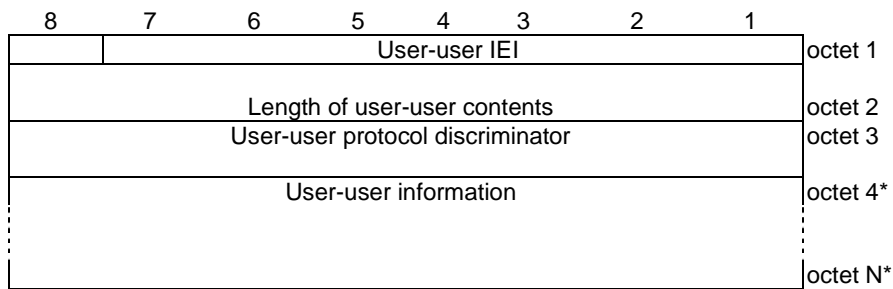 8 7 6 5 4 3 2 1
User-user IEI octet 1
Length of user-user contents octet 2
User-user protocol discriminator octet 3
User-user information octet 4*
octet N*